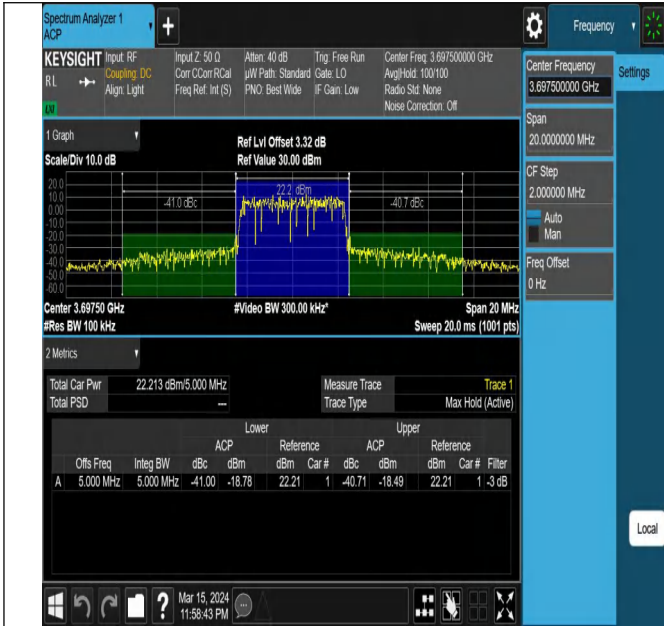 Spectrum Analyzer 1
ACP
+
Frequency
KEYSIGHT
RL
LXI
Input: RF
Coupling: DC
Align: Light
Input Z: 50 Ω
Corr CCorr RCal
Freq Ref: Int (S)
Atten: 40 dB
µW Path: Standard
PNO: Best Wide
Trig: Free Run
Gate: LO
IF Gain: Low
Center Freq: 3.697500000 GHz
Avg|Hold: 100/100
Radio Std: None
Noise Correction: Off
Center Frequency
3.697500000 GHz
Settings
Span
20.0000000 MHz
CF Step
2.000000 MHz
Auto
Man
Freq Offset
0 Hz
Local
1 Graph
Scale/Div 10.0 dB
Ref Lvl Offset 3.32 dB
Ref Value 30.00 dBm
20.0
10.0
0.00
-10.0
-20.0
-30.0
-40.0
-50.0
-60.0
-41.0 dBc
22.2 dBm
-40.7 dBc
Center 3.69750 GHz
#Video BW 300.00 kHz*
Span 20 MHz
#Res BW 100 kHz
Sweep 20.0 ms (1001 pts)
2 Metrics
Total Car Pwr 22.213 dBm/5.000 MHz
Total PSD ---
Measure Trace Trace 1
Trace Type Max Hold (Active)
Lower Upper
ACP Reference ACP Reference
Offs Freq Integ BW dBc dBm dBm Car # dBc dBm dBm Car # Filter
A 5.000 MHz 5.000 MHz -41.00 -18.78 22.21 1 -40.71 -18.49 22.21 1 -3 dB
?
Mar 15, 2024
11:58:43 PM